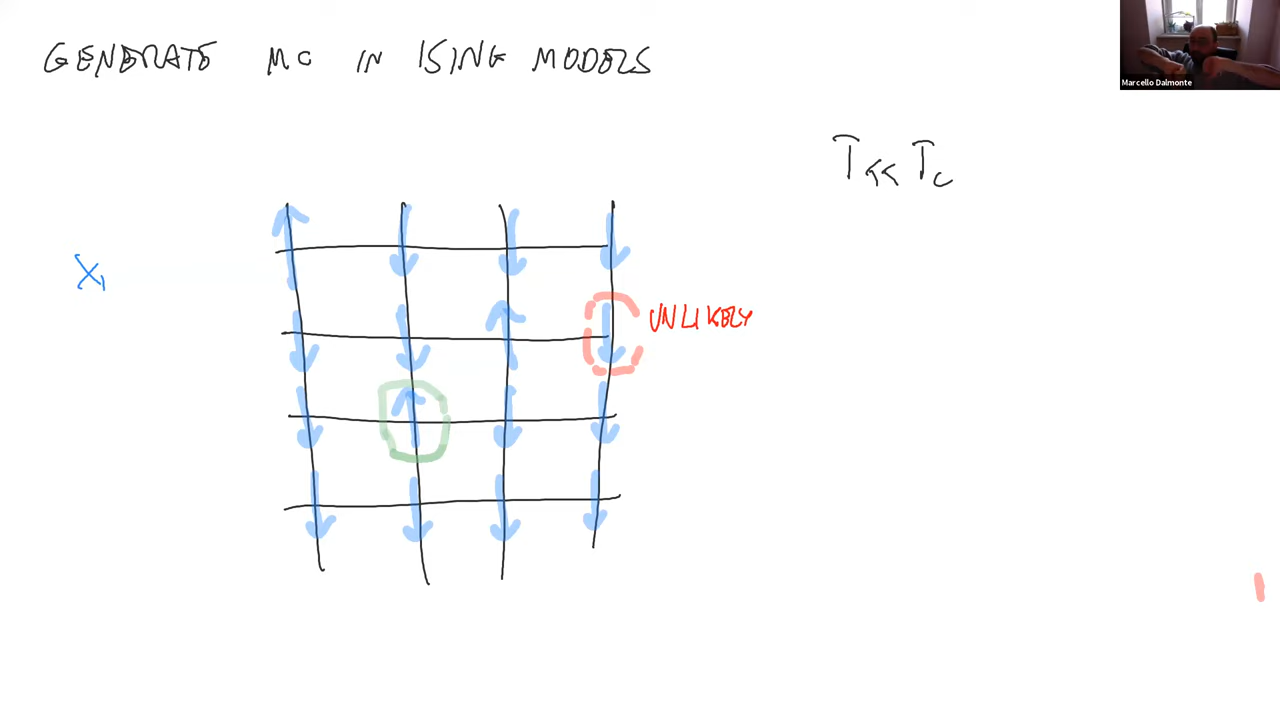 GENERATE MC IN ISING MODELS
Marcello Dalmonte
T << Tc
X1
UNLIKELY